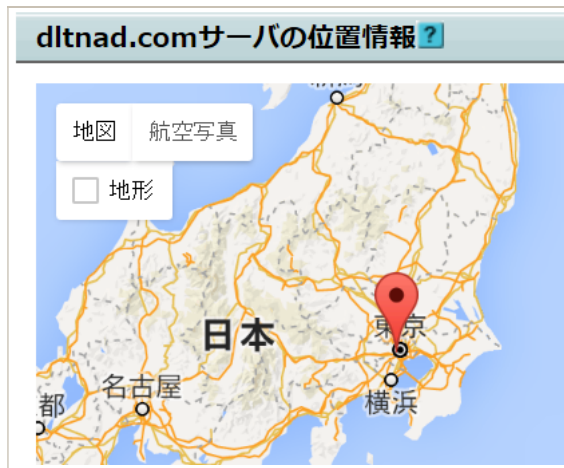 dltnad.comサーバの位置情報?
地図 航空写真
地形
東京
日本
名古屋
横浜
都